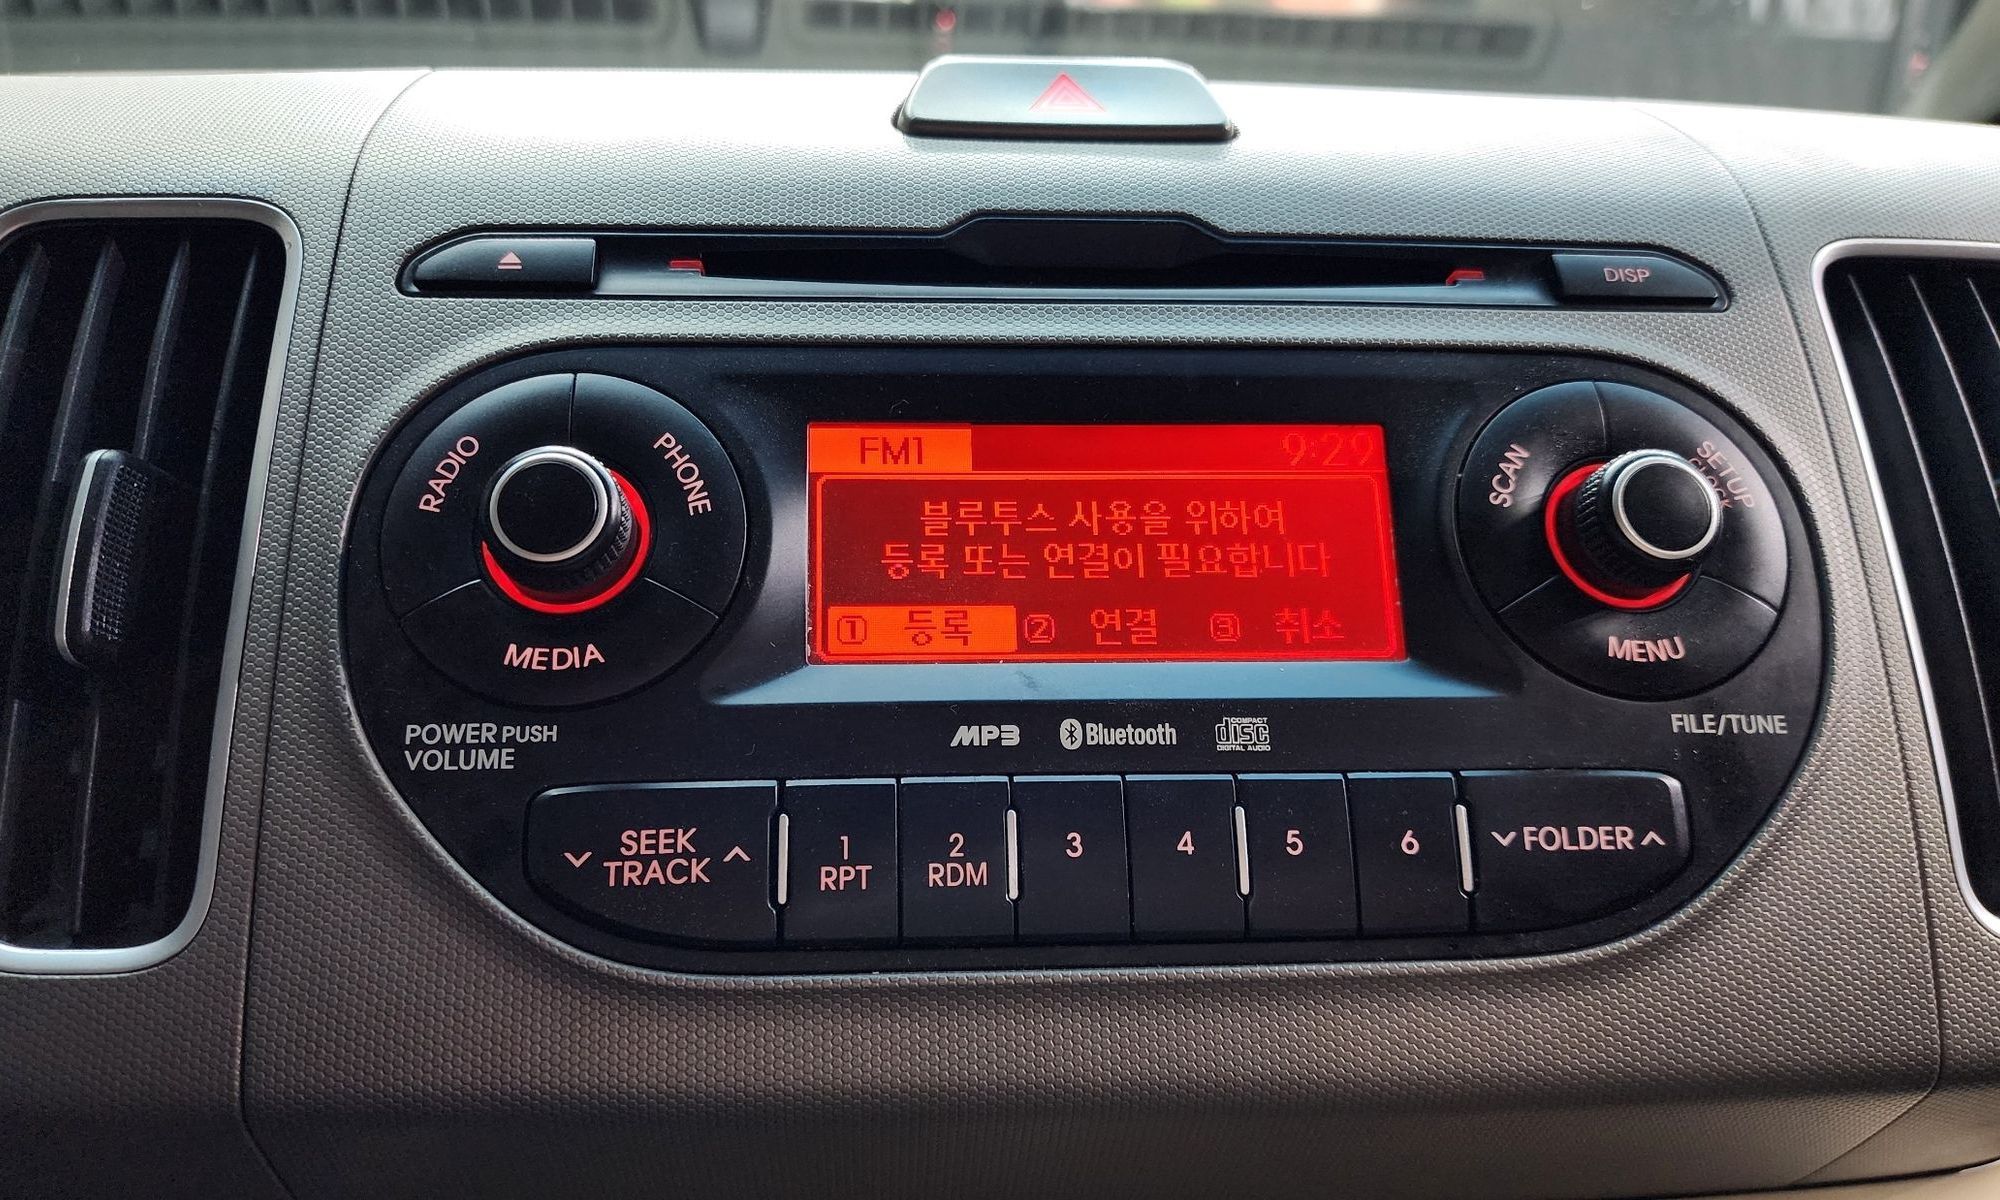 DISP
RADIO
PHONE
MEDIA
FM1 9:29
블루투스 사용을 위하여
등록 또는 연결이 필요합니다
1 등록 2 연결 3 취소
SCAN
SETUP
CLOCK
MENU
POWER PUSH
VOLUME
MP3 Bluetooth COMPACT disc DIGITAL AUDIO
FILE/TUNE
SEEK
TRACK
1
RPT
2
RDM
3
4
5
6
FOLDER